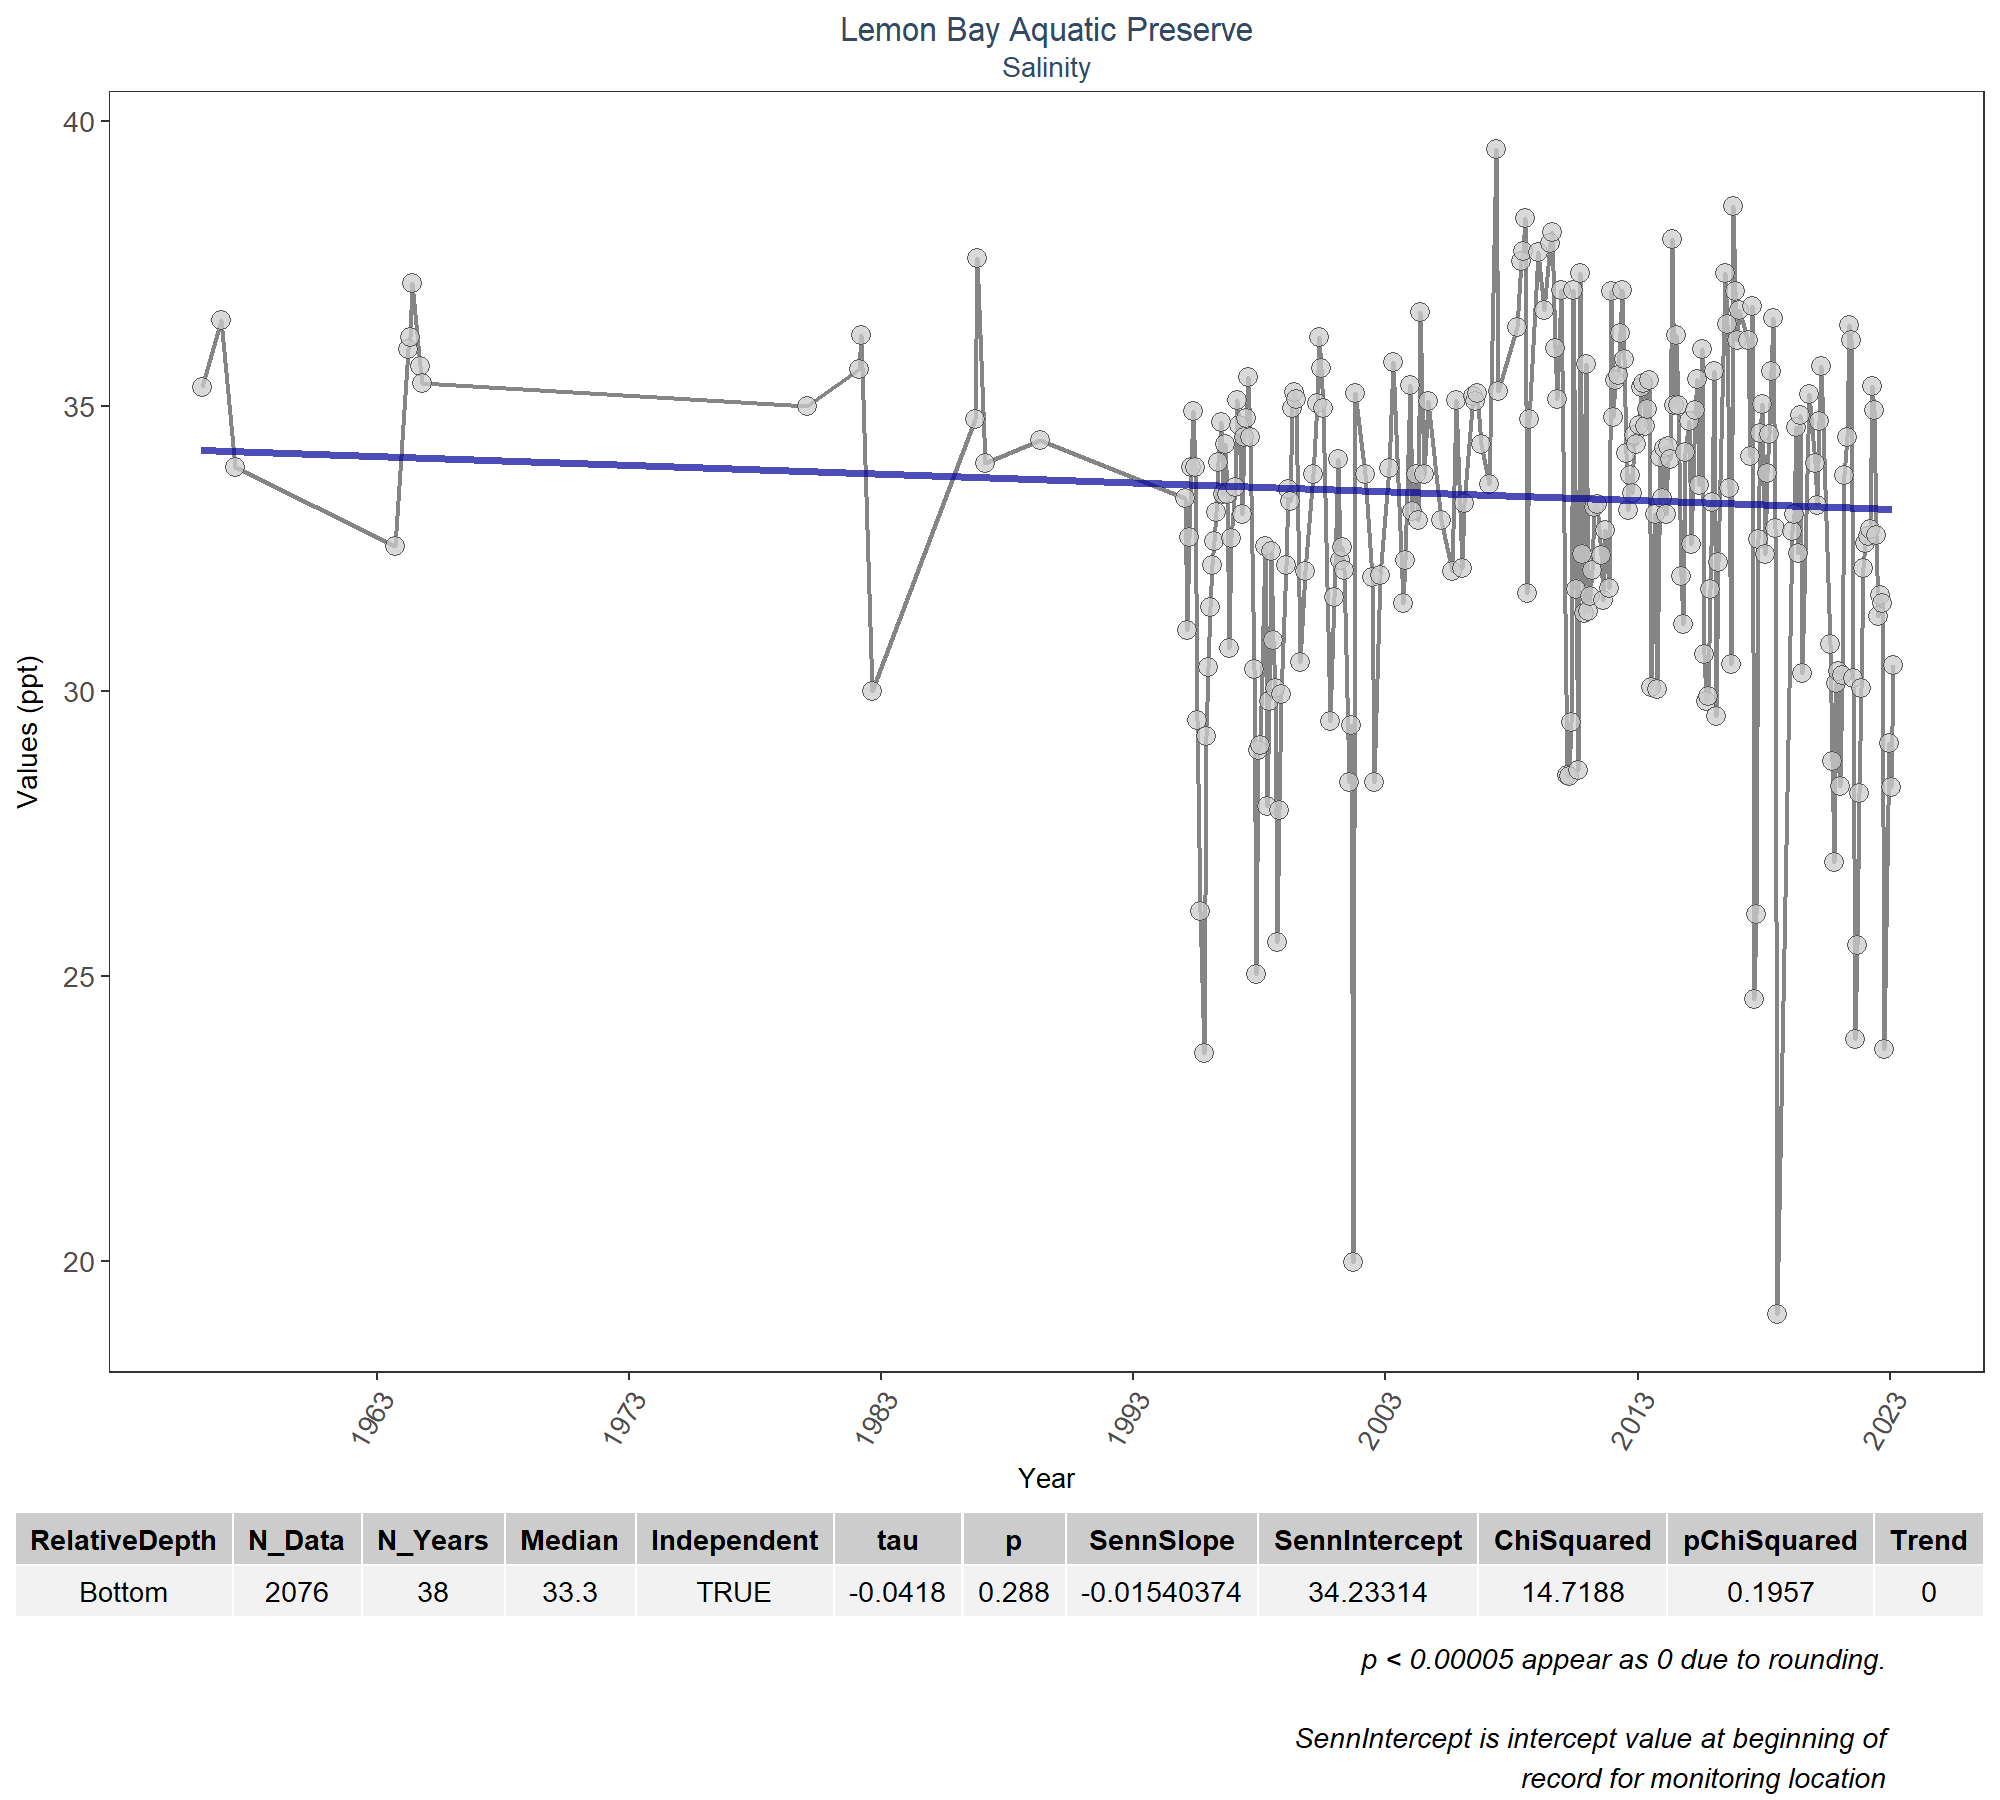 Lemon Bay Aquatic Preserve
Salinity
40
35
30
25
20
Values (ppt)
1963
1973
1983
1993
2003
2013
2023
Year
RelativeDepth N_Data N_Years Median Independent tau p SennSlope SennIntercept ChiSquared pChiSquared Trend
Bottom 2076 38 33.3 TRUE -0.0418 0.288 -0.01540374 34.23314 14.7188 0.1957 0
p < 0.00005 appear as 0 due to rounding.
SennIntercept is intercept value at beginning of
record for monitoring location